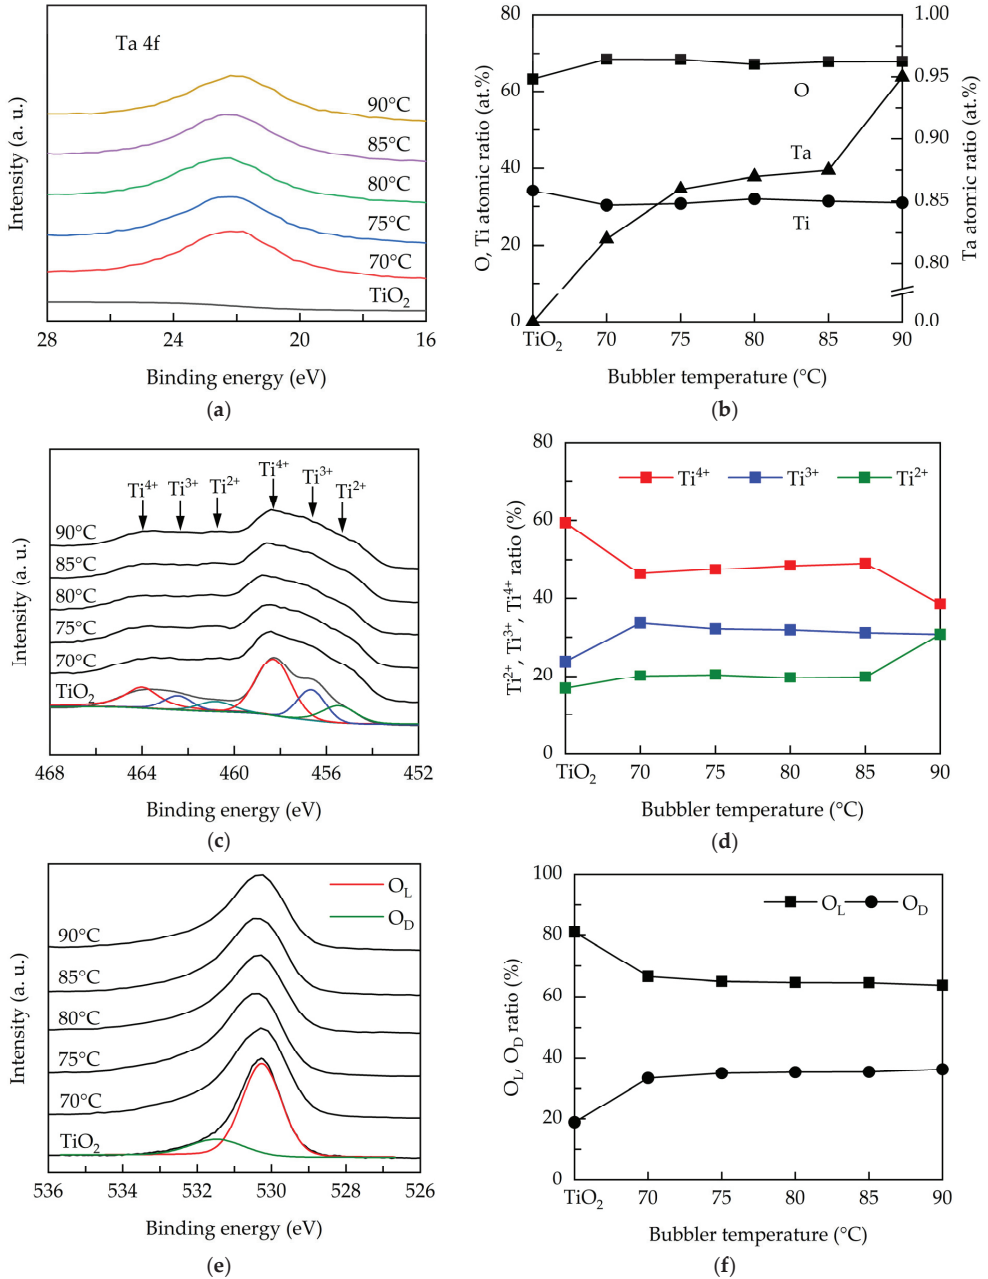 Ta 4f
90°C
85°C
80°C
75°C
70°C
TiO2
28
24
20
16
Intensity (a. u.)
Binding energy (eV)
(a)
80
60
40
20
0
1.00
0.95
0.90
0.85
0.80
0.0
O
Ta
Ti
TiO2
70
75
80
85
90
O, Ti atomic ratio (at.%)
Ta atomic ratio (at.%)
Bubbler temperature (°C)
(b)
Ti4+
Ti3+
Ti2+
Ti4+
Ti3+
Ti2+
90°C
85°C
80°C
75°C
70°C
TiO2
468
464
460
456
452
Intensity (a. u.)
Binding energy (eV)
(c)
Ti4+
Ti3+
Ti2+
80
60
40
20
0
TiO2
70
75
80
85
90
Ti2+, Ti3+, Ti4+ ratio (%)
Bubbler temperature (°C)
(d)
OL
OD
90°C
85°C
80°C
75°C
70°C
TiO2
536
534
532
530
528
526
Intensity (a. u.)
Binding energy (eV)
(e)
OL
OD
100
80
60
40
20
0
TiO2
70
75
80
85
90
OL, OD ratio (%)
Bubbler temperature (°C)
(f)